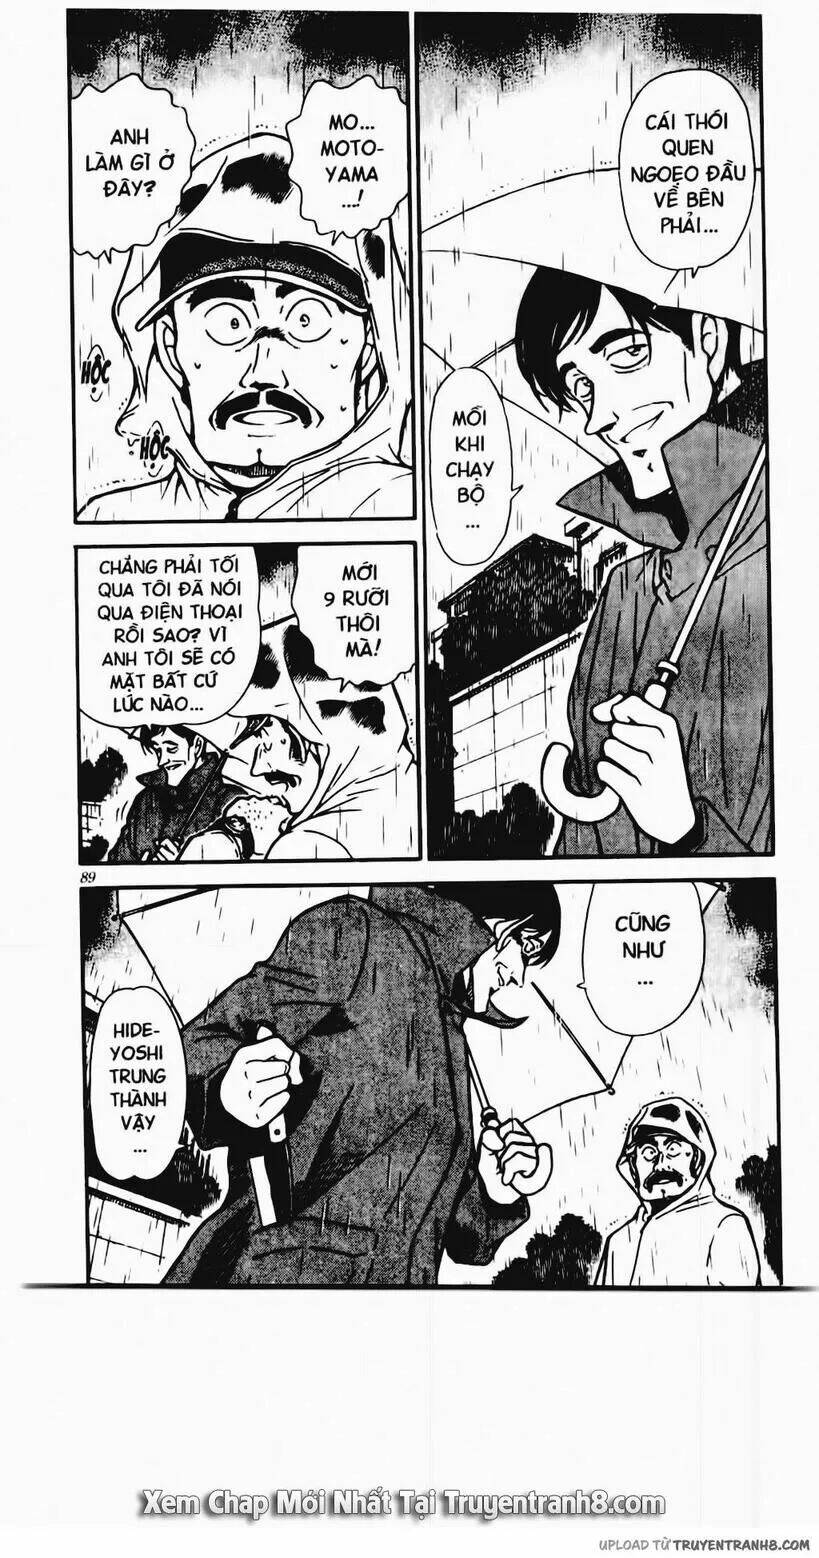 CÁI THÓI
QUEN
NGOẸO ĐẦU
VỀ BÊN
PHẢI...
MỖI
KHI
CHẠY
BỘ
...
MO...
MOTO-
YAMA
...!
ANH
LÀM GÌ Ở
ĐÂY?
HỘC
HỘC
MỚI
9 RƯỠI
THÔI
MÀ!
CHẲNG PHẢI TỐI
QUA TÔI ĐÃ NÓI
QUA ĐIỆN THOẠI
RỒI SAO? VÌ
ANH TÔI SẼ CÓ
MẶT BẤT CỨ
LÚC NÀO...
89
CŨNG
NHƯ
...
HIDE-
YOSHI
TRUNG
THÀNH
VẬY
...
Xem Chap Mới Nhất Tại Truyentranh8.com
UPLOAD TỪ TRUYENTRANH8.COM